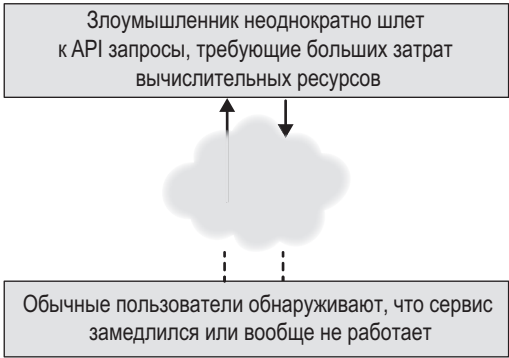 Злоумышленник неоднократно шлет
к API запросы, требующие больших затрат
вычислительных ресурсов
Обычные пользователи обнаруживают, что сервис
замедлился или вообще не работает